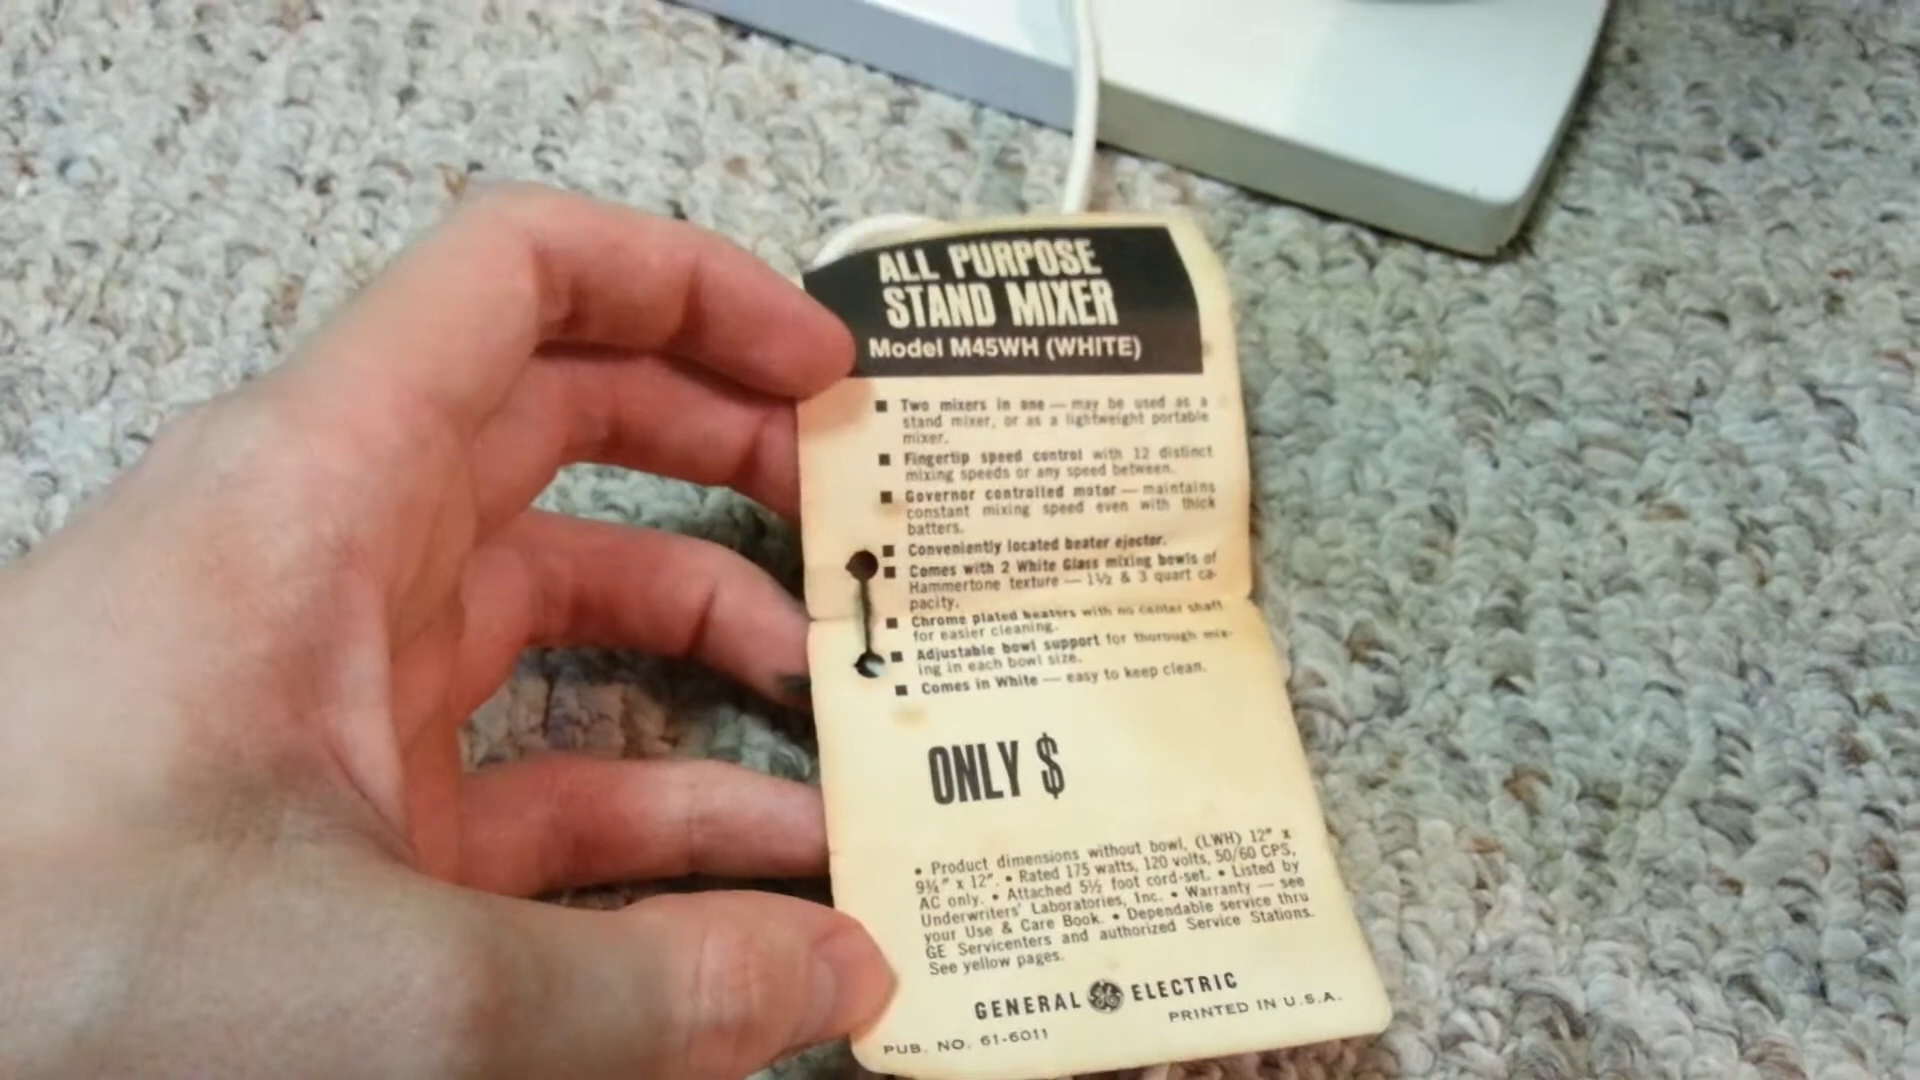 ALL PURPOSE
STAND MIXER
Model M45WH (WHITE)
■ Two mixers in one — may be used as a
stand mixer, or as a lightweight portable
mixer.
■ Fingertip speed control with 12 distinct
mixing speeds or any speed between.
■ Governor controlled motor — maintains
constant mixing speed even with thick
batters.
■ Conveniently located beater ejector.
■ Comes with 2 White Glass mixing bowls of
Hammertone texture — 1½ & 3 quart ca-
pacity.
■ Chrome plated beaters with no center shaft
for easier cleaning.
■ Adjustable bowl support for thorough mix-
ing in each bowl size.
■ Comes in White — easy to keep clean.
ONLY $
• Product dimensions without bowl, (LWH) 12" x
9¾" x 12". • Rated 175 watts, 120 volts, 50/60 CPS,
AC only. • Attached 5½ foot cord-set. • Listed by
Underwriters' Laboratories, Inc. • Warranty — see
your Use & Care Book. • Dependable service thru
GE Servicenters and authorized Service Stations.
See yellow pages.
GENERAL GE ELECTRIC
PUB. NO. 61-6011 PRINTED IN U.S.A.